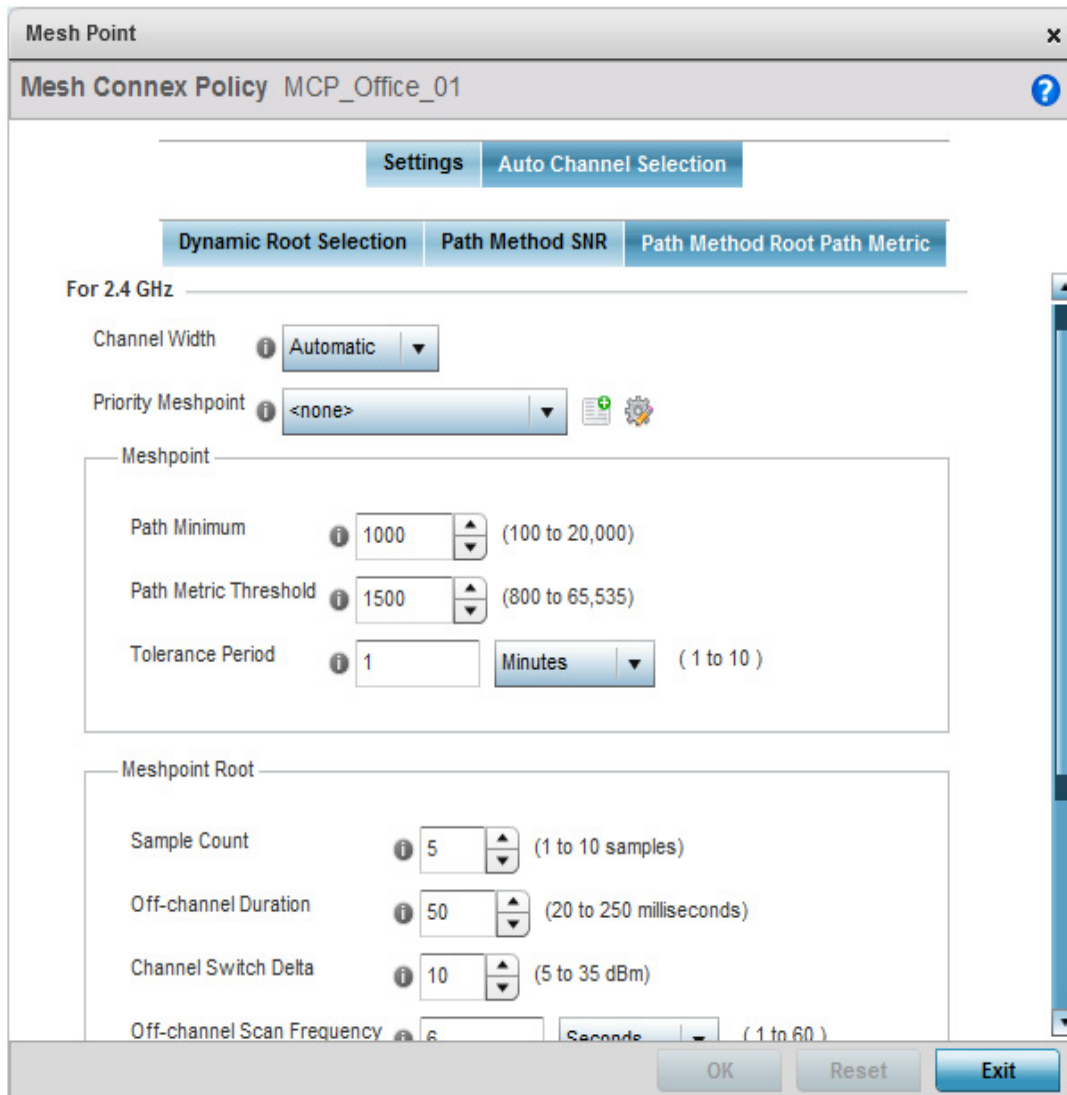 Mesh Point
Mesh Connex Policy MCP_Office_01
Settings Auto Channel Selection
Dynamic Root Selection Path Method SNR Path Method Root Path Metric
For 2.4 GHz
Channel Width Automatic
Priority Meshpoint <none>
Meshpoint
Path Minimum 1000 (100 to 20,000)
Path Metric Threshold 1500 (800 to 65,535)
Tolerance Period 1 Minutes ( 1 to 10 )
Meshpoint Root
Sample Count 5 (1 to 10 samples)
Off-channel Duration 50 (20 to 250 milliseconds)
Channel Switch Delta 10 (5 to 35 dBm)
Off-channel Scan Frequency 6 Seconds ( 1 to 60 )
OK Reset Exit